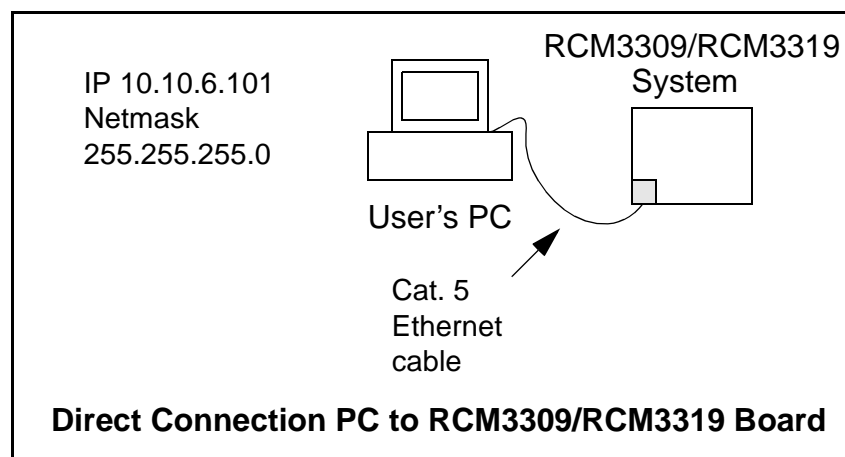 IP 10.10.6.101
Netmask
255.255.255.0
RCM3309/RCM3319
System
User's PC
Cat. 5
Ethernet
cable
Direct Connection PC to RCM3309/RCM3319 Board